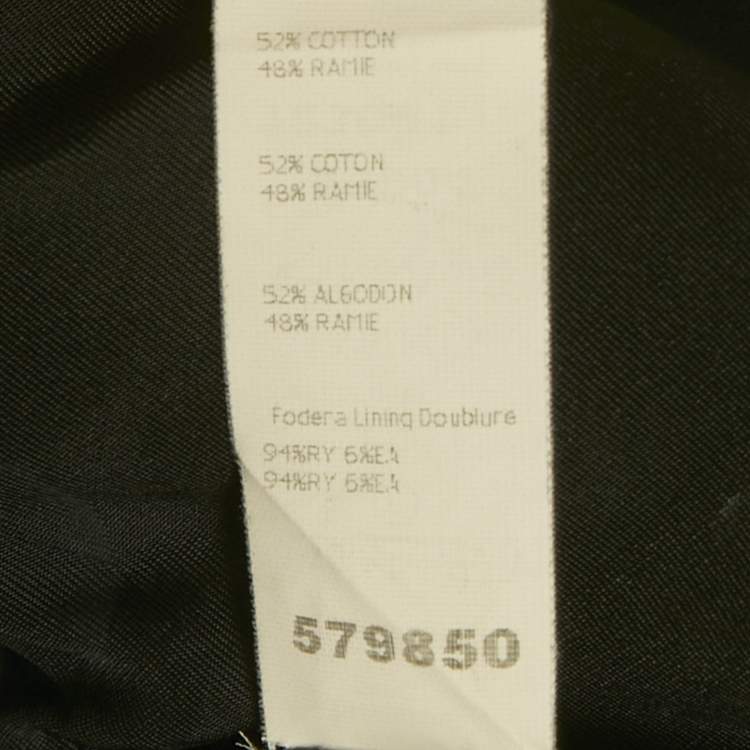 52% COTTON
48% RAMIE
52% COTON
48% RAMIE
52% ALGODON
48% RAMIE
Fodera Lining Doublure
94%RY 6%EA
94%RY 6%EA
579850